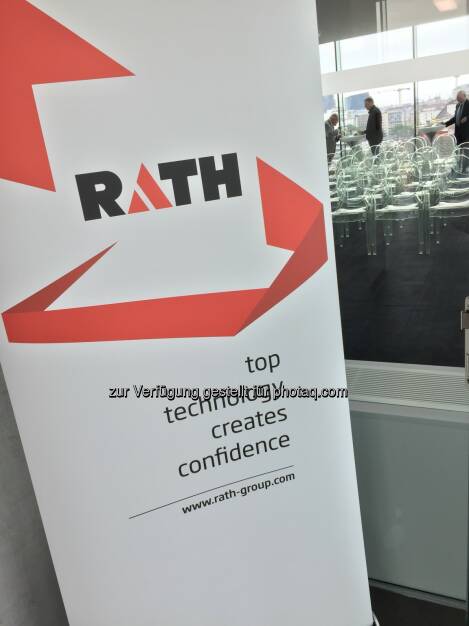 RATH
top
zur Verfügung gestellt für photaq.com
technology
creates
confidence
www.rath-group.com